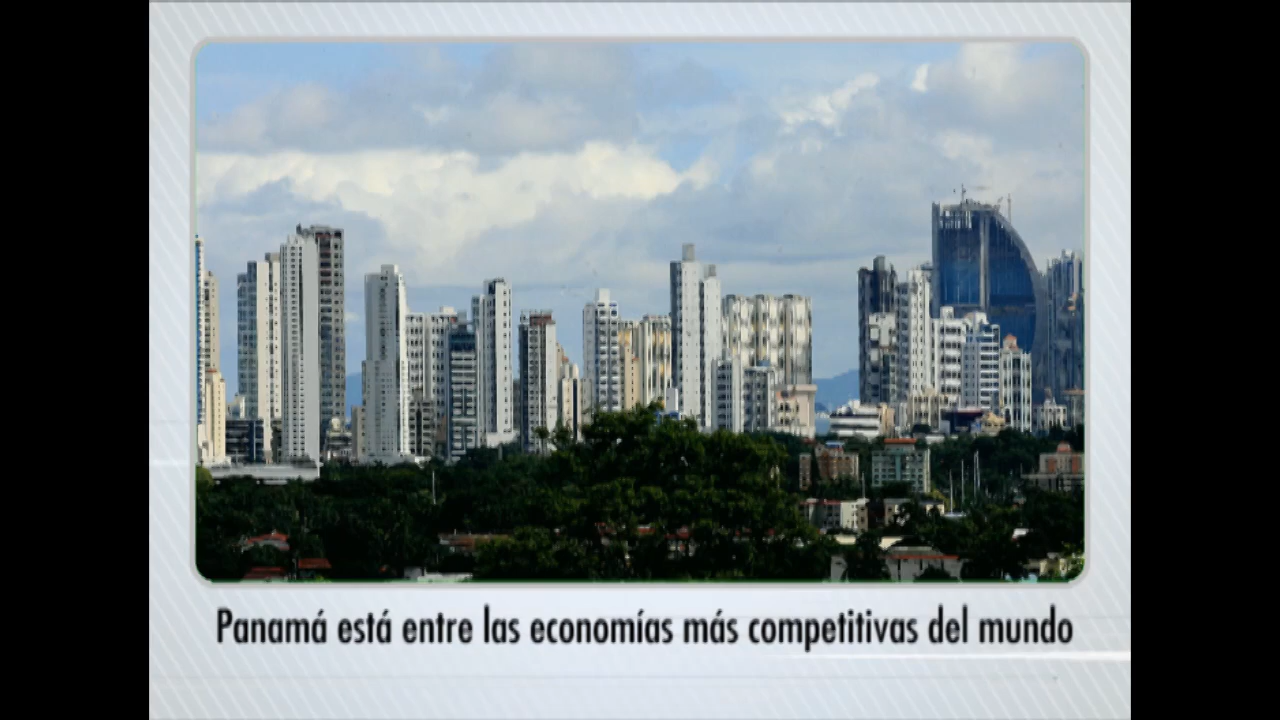 Panamá está entre las economías más competitivas del mundo